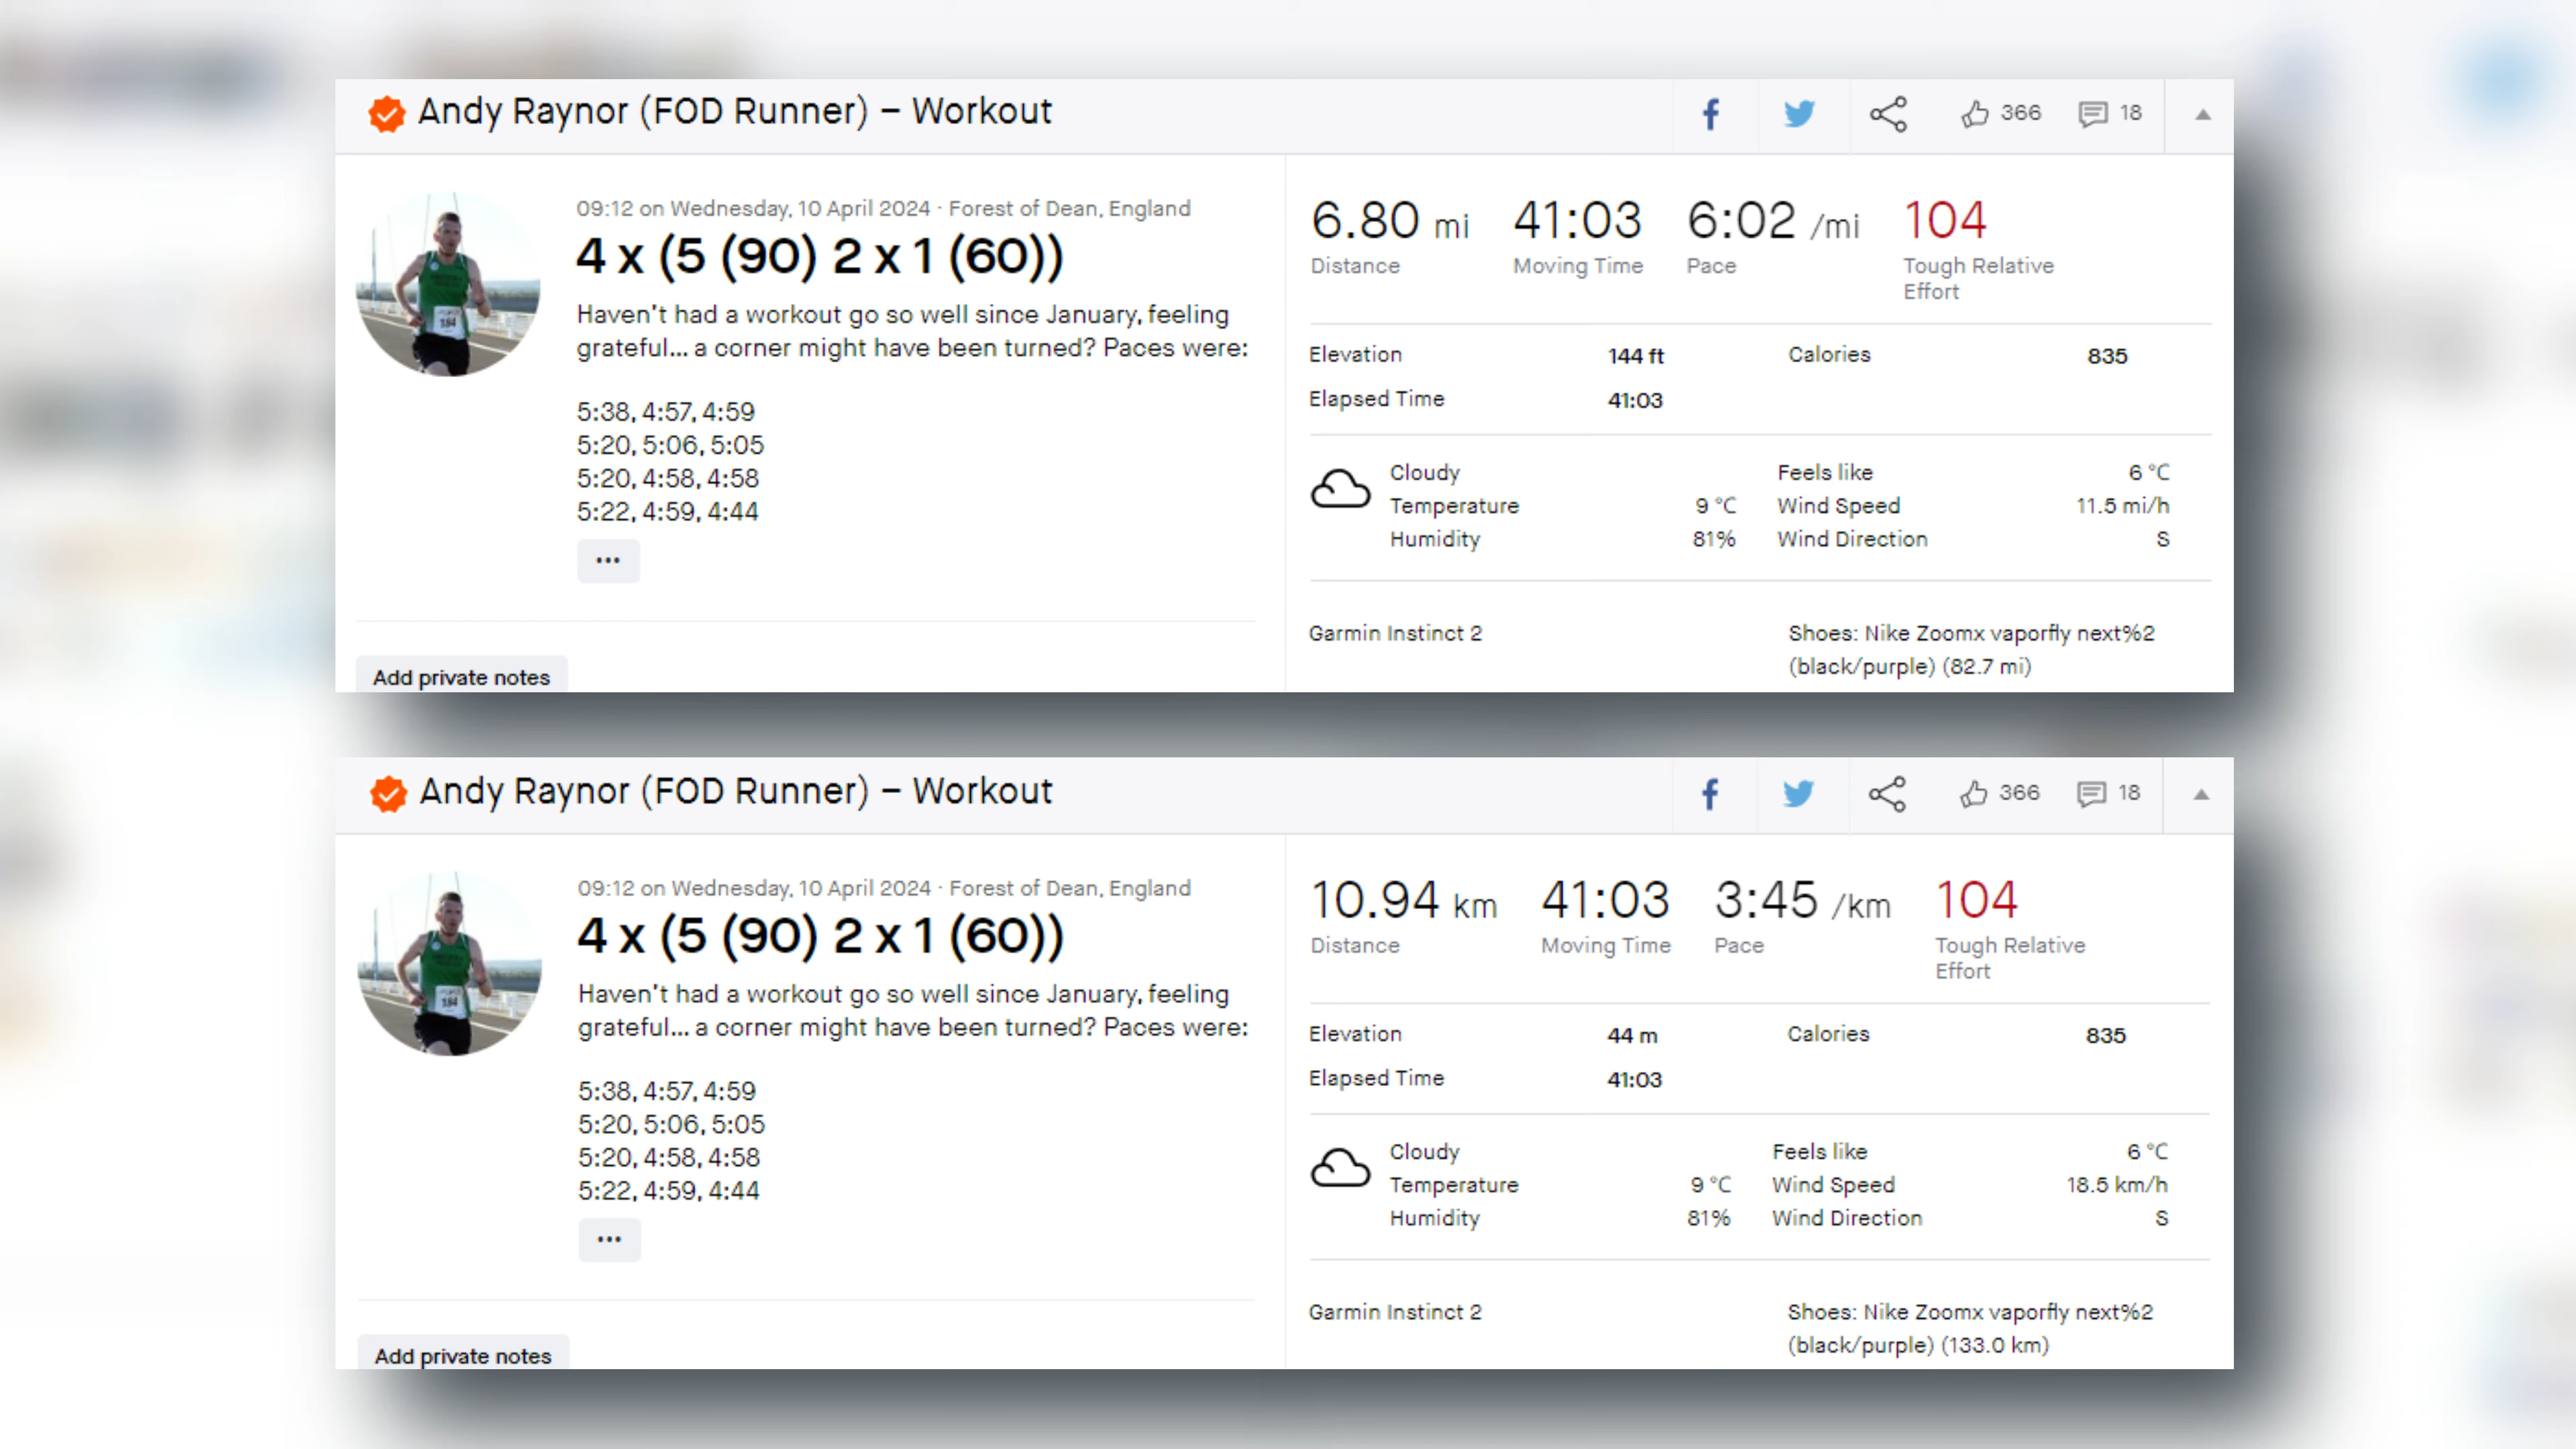 Andy Raynor (FOD Runner) – Workout
366
18
09:12 on Wednesday, 10 April 2024 · Forest of Dean, England
4 x (5 (90) 2 x 1 (60))
Haven't had a workout go so well since January, feeling
grateful... a corner might have been turned? Paces were:
5:38, 4:57, 4:59
5:20, 5:06, 5:05
5:20, 4:58, 4:58
5:22, 4:59, 4:44
Add private notes
184
6.80 mi 41:03 6:02 /mi 104
Distance Moving Time Pace Tough Relative
Effort
Elevation 144 ft Calories 835
Elapsed Time 41:03
Cloudy Feels like 6 °C
Temperature 9 °C Wind Speed 11.5 mi/h
Humidity 81% Wind Direction S
Garmin Instinct 2 Shoes: Nike Zoomx vaporfly next%2
(black/purple) (82.7 mi)
Andy Raynor (FOD Runner) – Workout
366
18
09:12 on Wednesday, 10 April 2024 · Forest of Dean, England
4 x (5 (90) 2 x 1 (60))
Haven't had a workout go so well since January, feeling
grateful... a corner might have been turned? Paces were:
5:38, 4:57, 4:59
5:20, 5:06, 5:05
5:20, 4:58, 4:58
5:22, 4:59, 4:44
Add private notes
184
10.94 km 41:03 3:45 /km 104
Distance Moving Time Pace Tough Relative
Effort
Elevation 44 m Calories 835
Elapsed Time 41:03
Cloudy Feels like 6 °C
Temperature 9 °C Wind Speed 18.5 km/h
Humidity 81% Wind Direction S
Garmin Instinct 2 Shoes: Nike Zoomx vaporfly next%2
(black/purple) (133.0 km)